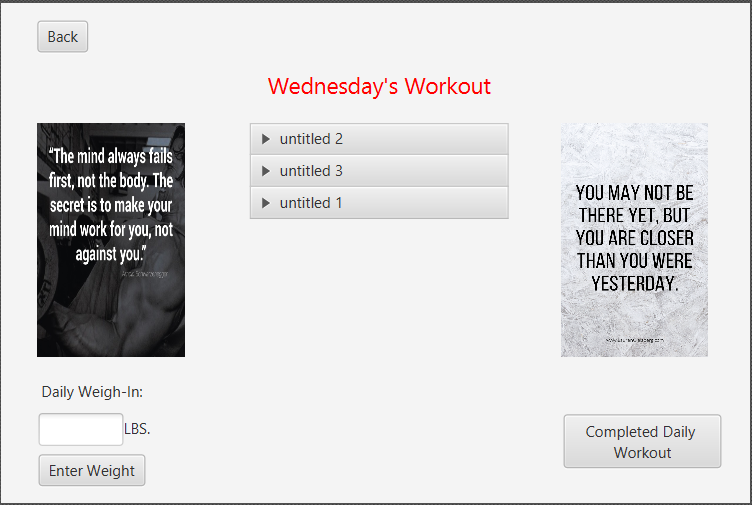 Back
Wednesday's Workout
“The mind always fails
first, not the body. The
secret is to make your
mind work for you, not
against you.”
untitled 2
untitled 3
untitled 1
YOU MAY NOT BE
THERE YET, BUT
YOU ARE CLOSER
THAN YOU WERE
YESTERDAY.
Daily Weigh-In:
LBS.
Enter Weight
Completed Daily
Workout